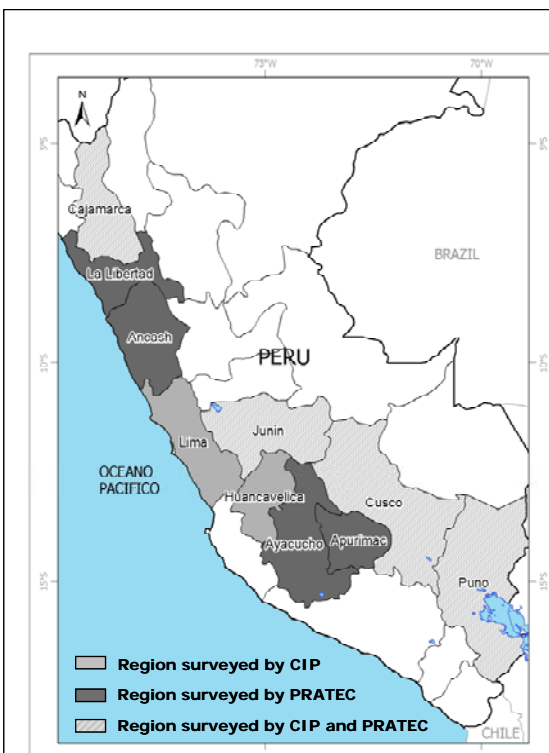 75°W 70°W
N
5°S 5°S
Cajamarca
La Libertad
BRAZIL
Ancash
PERU
10°S 10°S
Lima
Junin
OCEANO
PACIFICO
Huancavelica
Cusco
Ayacucho
Apurimac
Puno
15°S 15°S
Region surveyed by CIP
Region surveyed by PRATEC
Region surveyed by CIP and PRATEC
CHILE